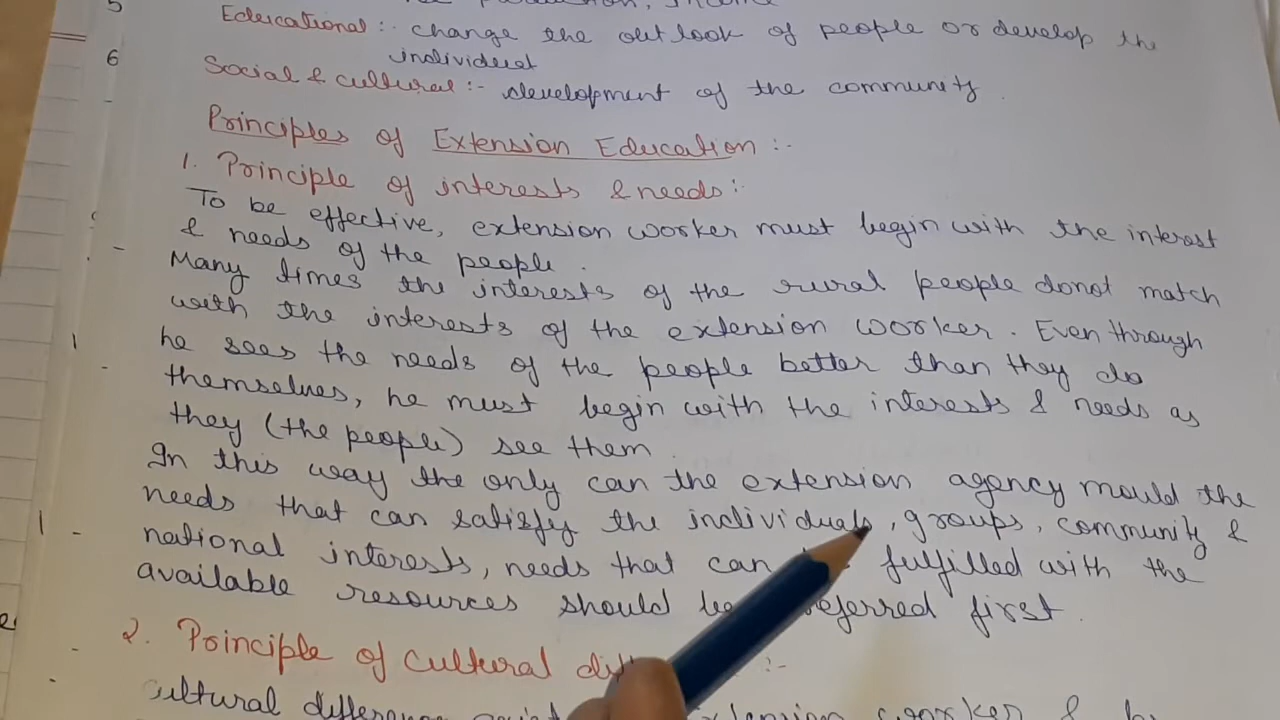 5
Educational :- change the outlook of people or develop the
individual
6
Social & cultural :- development of the community
Principles of Extension Education :-
1. Principle of interests & needs :-
To be effective, extension worker must begin with the interest
& needs of the people.
Many times the interests of the rural people donot match
with the interests of the extension worker. Even through
he sees the needs of the people better than they do
themselves, he must begin with the interests & needs as
they (the people) see them.
In this way the only can the extension agency mould the
needs that can satisfy the individuals, groups, community &
national interests, needs that can fulfilled with the
available resources should first.
2. Principle of cultural :-
cultural worker &